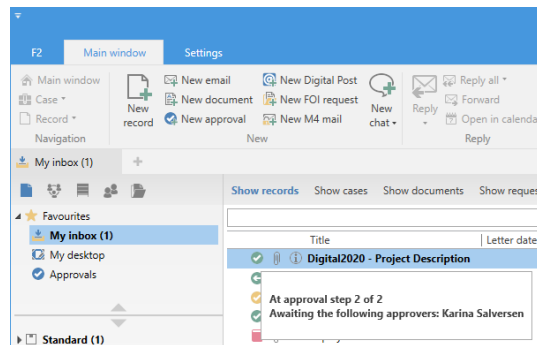 F2 Main window Settings
Main window New email New Digital Post Reply all
Case New document New FOI request Forward
Record New record New approval New M4 mail New chat Reply Open in calenda
Navigation New Reply
My inbox (1) +
Show records Show cases Show documents Show reques
Favourites
My inbox (1) Title Letter date
My desktop Digital2020 - Project Description
Approvals
At approval step 2 of 2
Awaiting the following approvers: Karina Salversen
Standard (1)